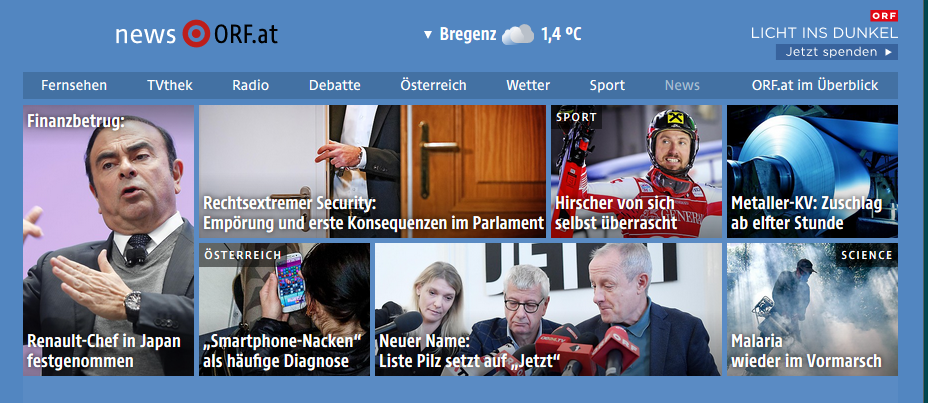 news ORF.at
▼ Bregenz 1,4 ºC
ORF
LICHT INS DUNKEL
Jetzt spenden ▶
Fernsehen TVthek Radio Debatte Österreich Wetter Sport News ORF.at im Überblick
Finanzbetrug:
Renault-Chef in Japan
festgenommen
Rechtsextremer Security:
Empörung und erste Konsequenzen im Parlament
SPORT
Hirscher von sich
selbst überrascht
Metaller-KV: Zuschlag
ab elfter Stunde
ÖSTERREICH
„Smartphone-Nacken“
als häufige Diagnose
Neuer Name:
Liste Pilz setzt auf „Jetzt“
SCIENCE
Malaria
wieder im Vormarsch